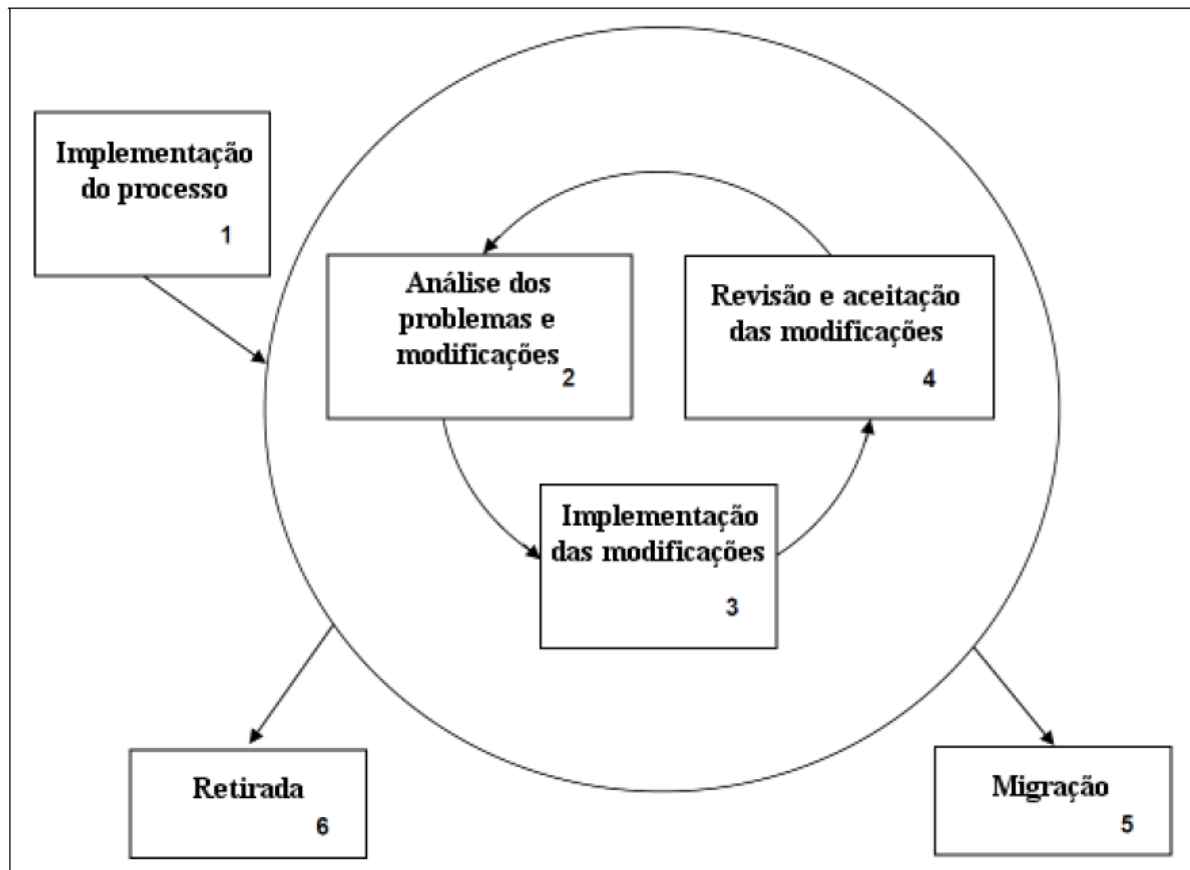 Implementação
do processo
1
Análise dos
problemas e
modificações
2
Revisão e aceitação
das modificações
4
Implementação
das modificações
3
Retirada
6
Migração
5